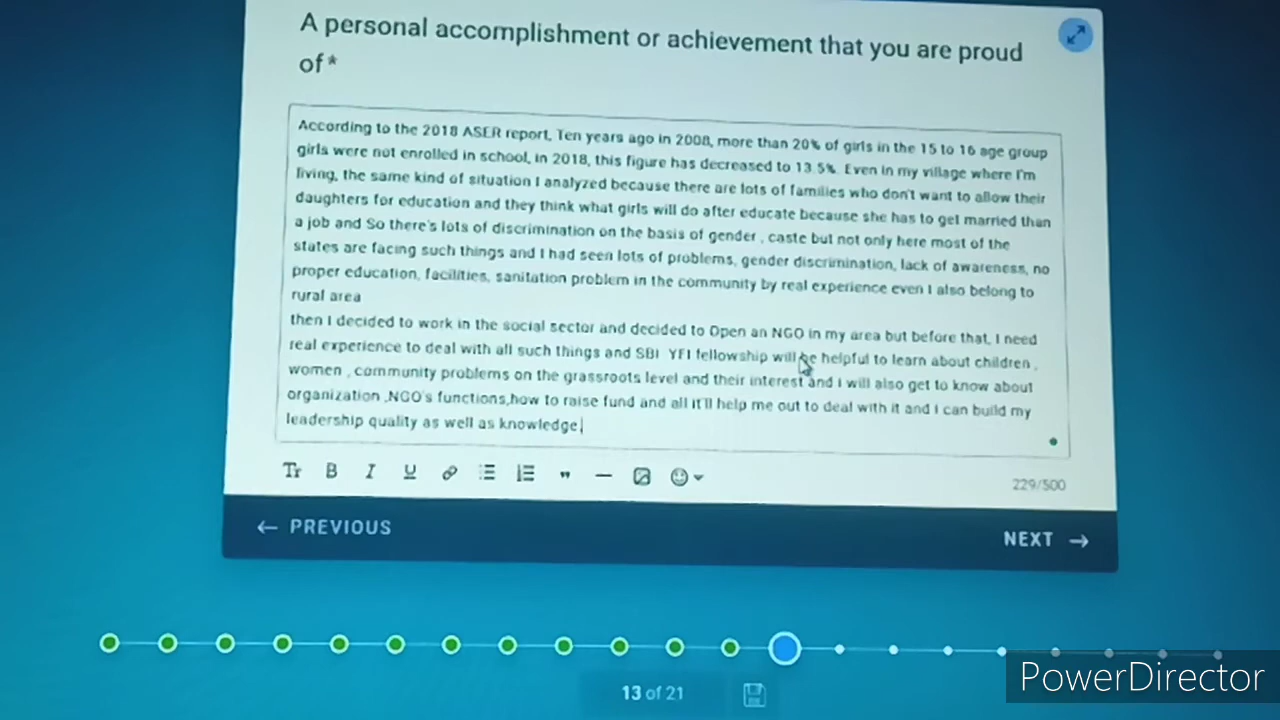 A personal accomplishment or achievement that you are proud
of*
According to the 2018 ASER report, Ten years ago in 2008, more than 20% of girls in the 15 to 16 age group
girls were not enrolled in school, in 2018, this figure has decreased to 13.5%. Even in my village where I'm
living, the same kind of situation I analyzed because there are lots of families who don't want to allow their
daughters for education and they think what girls will do after educate because she has to get married than
a job and So there's lots of discrimination on the basis of gender , caste but not only here most of the
states are facing such things and I had seen lots of problems, gender discrimination, lack of awareness, no
proper education, facilities, sanitation problem in the community by real experience even I also belong to
rural area
then I decided to work in the social sector and decided to Open an NGO in my area but before that, I need
real experience to deal with all such things and SBI YFI fellowship will be helpful to learn about children ,
women , community problems on the grassroots level and their interest and i will also get to know about
organization ,NGO's functions,how to raise fund and all it'll help me out to deal with it and i can build my
leadership quality as well as knowledge
Tr B I U
229/500
← PREVIOUS
NEXT →
13 of 21
PowerDirector